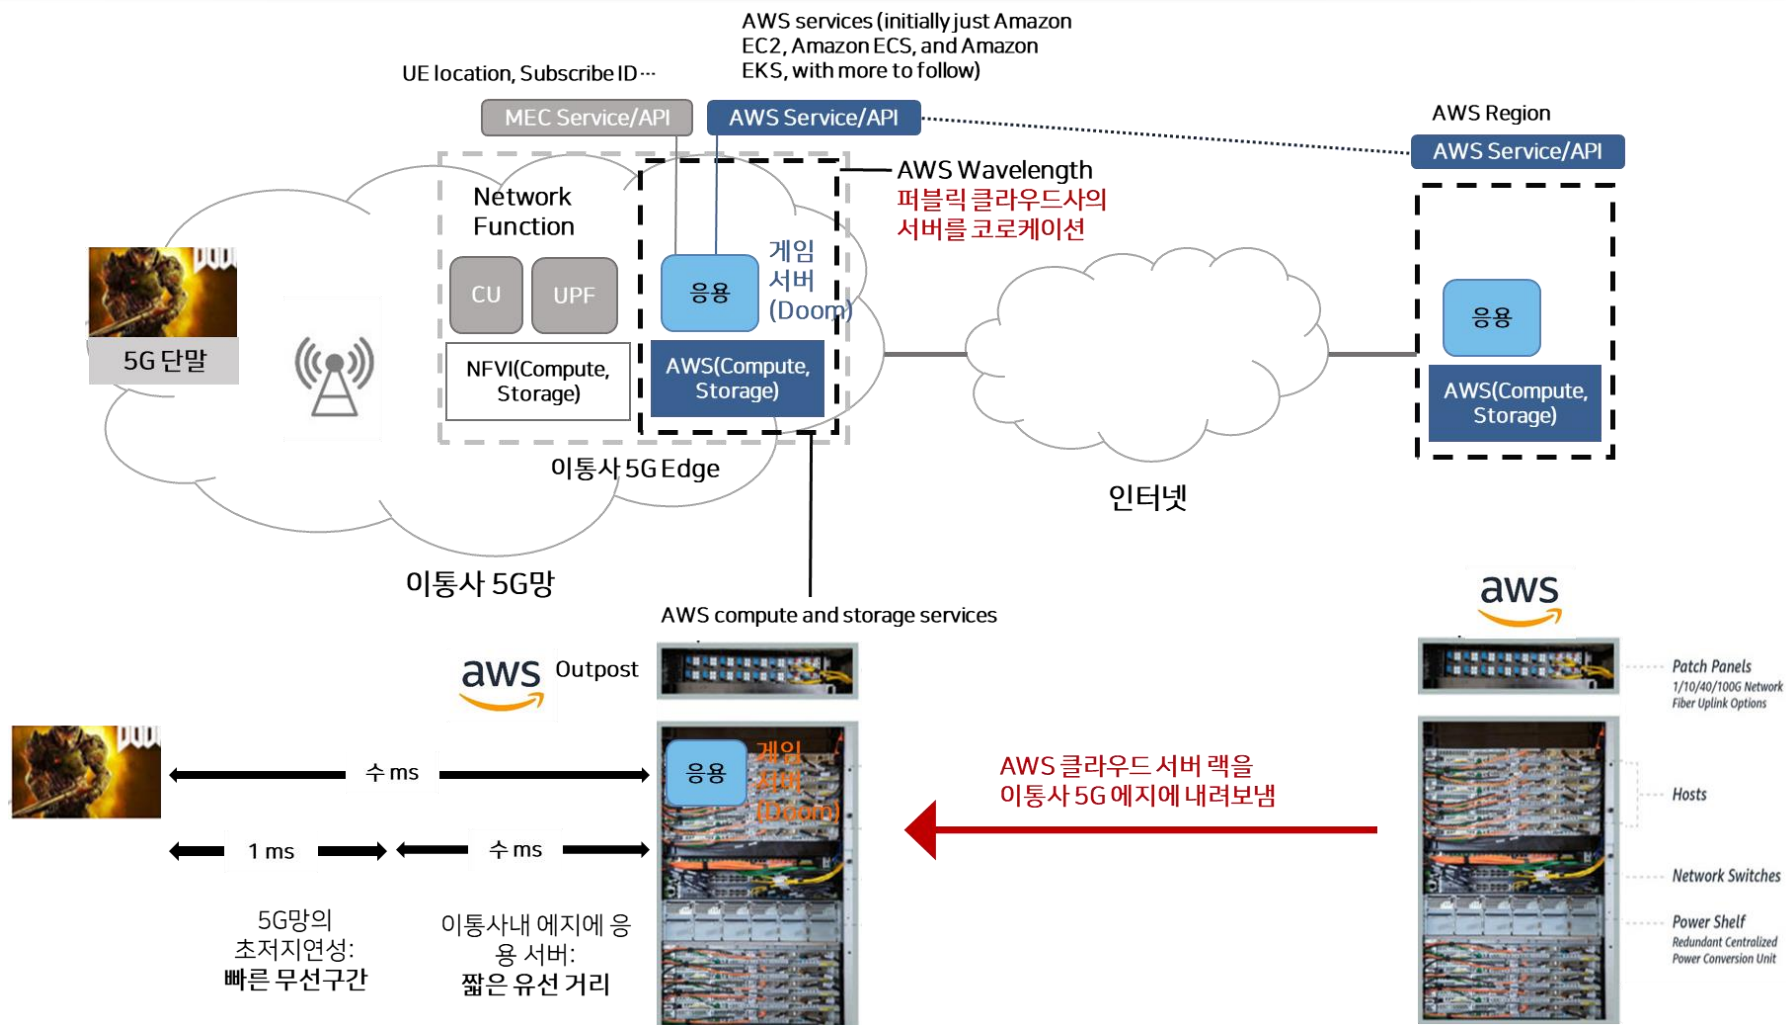 AWS services (initially just Amazon
EC2, Amazon ECS, and Amazon
EKS, with more to follow)
UE location, Subscribe ID ···
MEC Service/API
AWS Service/API
AWS Region
AWS Service/API
AWS Wavelength
퍼블릭 클라우드사의
서버를 코로케이션
Network
Function
CU
UPF
NFVI(Compute,
Storage)
응용
게임
서버
(Doom)
AWS(Compute,
Storage)
5G 단말
이통사 5G Edge
이통사 5G망
인터넷
응용
AWS(Compute,
Storage)
AWS compute and storage services
aws
Outpost
aws
Patch Panels
1/10/40/100G Network
Fiber Uplink Options
Hosts
Network Switches
Power Shelf
Redundant Centralized
Power Conversion Unit
응용
게임
서버
(Doom)
AWS 클라우드 서버 랙을
이통사 5G 에지에 내려보냄
수 ms
1 ms
수 ms
5G망의
초저지연성:
빠른 무선구간
이통사내 에지에 응
용 서버:
짧은 유선 거리